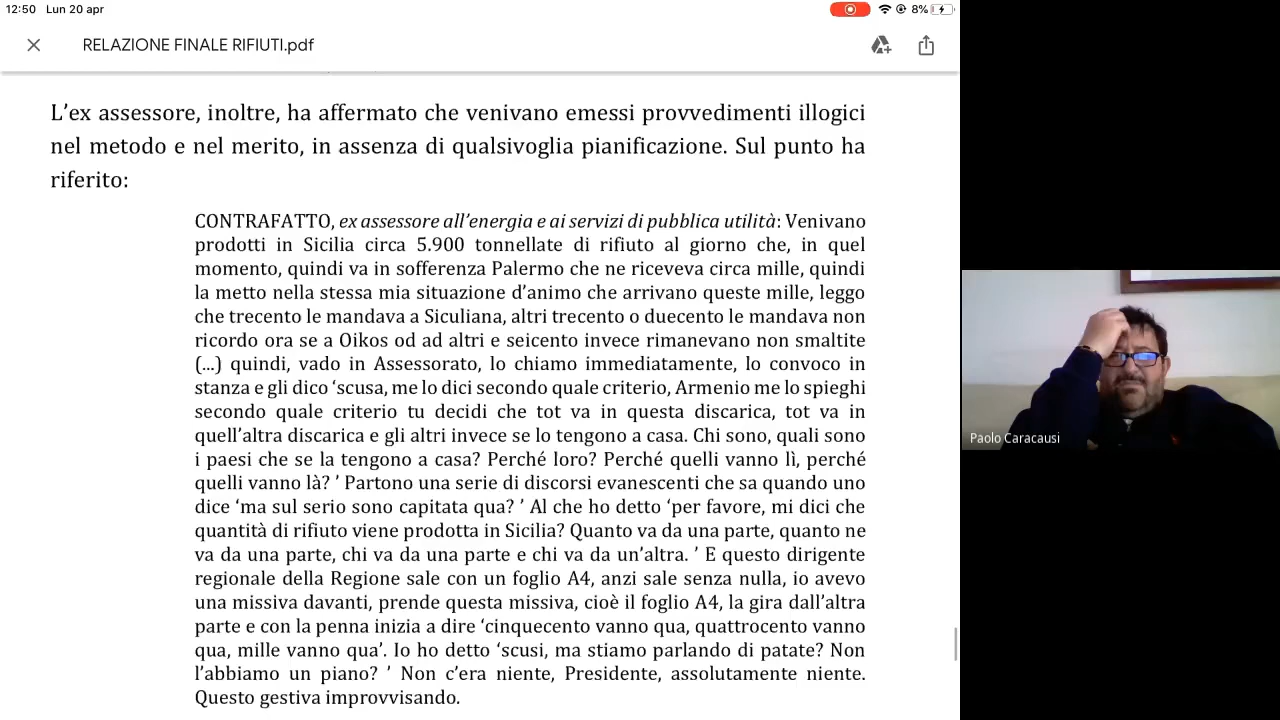 12:50 Lun 20 apr
8%
RELAZIONE FINALE RIFIUTI.pdf
L’ex assessore, inoltre, ha affermato che venivano emessi provvedimenti illogici
nel metodo e nel merito, in assenza di qualsivoglia pianificazione. Sul punto ha
riferito:
CONTRAFATTO, ex assessore all’energia e ai servizi di pubblica utilità: Venivano
prodotti in Sicilia circa 5.900 tonnellate di rifiuto al giorno che, in quel
momento, quindi va in sofferenza Palermo che ne riceveva circa mille, quindi
la metto nella stessa mia situazione d’animo che arrivano queste mille, leggo
che trecento le mandava a Siculiana, altri trecento o duecento le mandava non
ricordo ora se a Oikos od ad altri e seicento invece rimanevano non smaltite
(...) quindi, vado in Assessorato, lo chiamo immediatamente, lo convoco in
stanza e gli dico ‘scusa, me lo dici secondo quale criterio, Armenio me lo spieghi
secondo quale criterio tu decidi che tot va in questa discarica, tot va in
quell’altra discarica e gli altri invece se lo tengono a casa. Chi sono, quali sono
i paesi che se la tengono a casa? Perché loro? Perché quelli vanno lì, perché
quelli vanno là? ’ Partono una serie di discorsi evanescenti che sa quando uno
dice ‘ma sul serio sono capitata qua? ’ Al che ho detto ‘per favore, mi dici che
quantità di rifiuto viene prodotta in Sicilia? Quanto va da una parte, quanto ne
va da una parte, chi va da una parte e chi va da un’altra. ’ E questo dirigente
regionale della Regione sale con un foglio A4, anzi sale senza nulla, io avevo
una missiva davanti, prende questa missiva, cioè il foglio A4, la gira dall’altra
parte e con la penna inizia a dire ‘cinquecento vanno qua, quattrocento vanno
qua, mille vanno qua’. Io ho detto ‘scusi, ma stiamo parlando di patate? Non
l’abbiamo un piano? ’ Non c’era niente, Presidente, assolutamente niente.
Questo gestiva improvvisando.
Paolo Caracausi